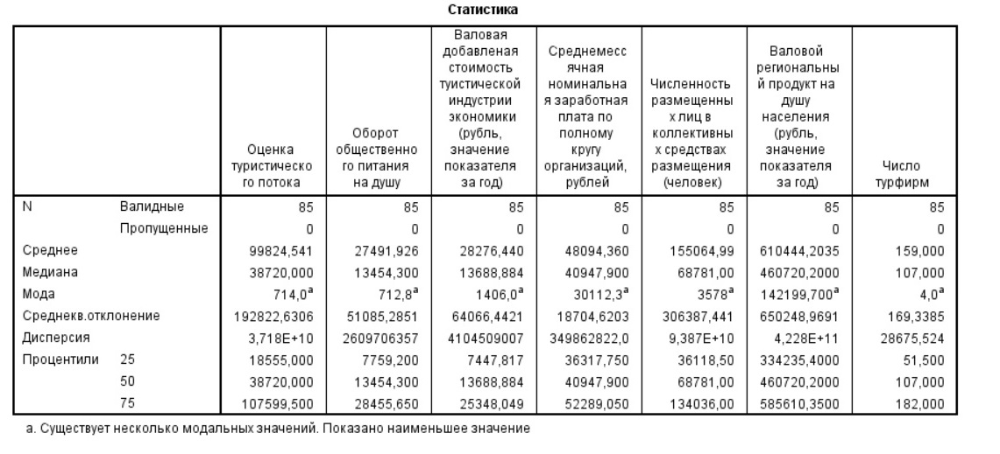 Статистика
Валовая
добавленая
стоимость
туистической
индустрии
экономики
(рубль,
значение
показателя
за год)
Среднемесс
ячная
номинальна
я заработная
плата по
полному
кругу
организаций,
рублей
Валовой
региональны
й продукт на
душу
населения
(рубль,
значение
показателя
за год)
Численность
размещенны
х лиц в
коллективны
х средствах
размещения
(человек)
Оборот
общественно
го питания
на душу
Оценка
туристическо
го потока
Число
турфирм
N Валидные 85 85 85 85 85 85 85
Пропущенные 0 0 0 0 0 0 0
Среднее 99824,541 27491,926 28276,440 48094,360 155064,99 610444,2035 159,000
Медиана 38720,000 13454,300 13688,884 40947,900 68781,00 460720,2000 107,000
Мода 714,0a 712,8a 1406,0a 30112,3a 3578a 142199,700a 4,0a
Среднекв.отклонение 192822,6306 51085,2851 64066,4421 18704,6203 306387,441 650248,9691 169,3385
Дисперсия 3,718E+10 2609706357 4104509007 349862822,0 9,387E+10 4,228E+11 28675,524
Процентили 25 18555,000 7759,200 7447,817 36317,750 36118,50 334235,4000 51,500
50 38720,000 13454,300 13688,884 40947,900 68781,00 460720,2000 107,000
75 107599,500 28455,650 25348,049 52289,050 134036,00 585610,3500 182,000
a. Существует несколько модальных значений. Показано наименьшее значение